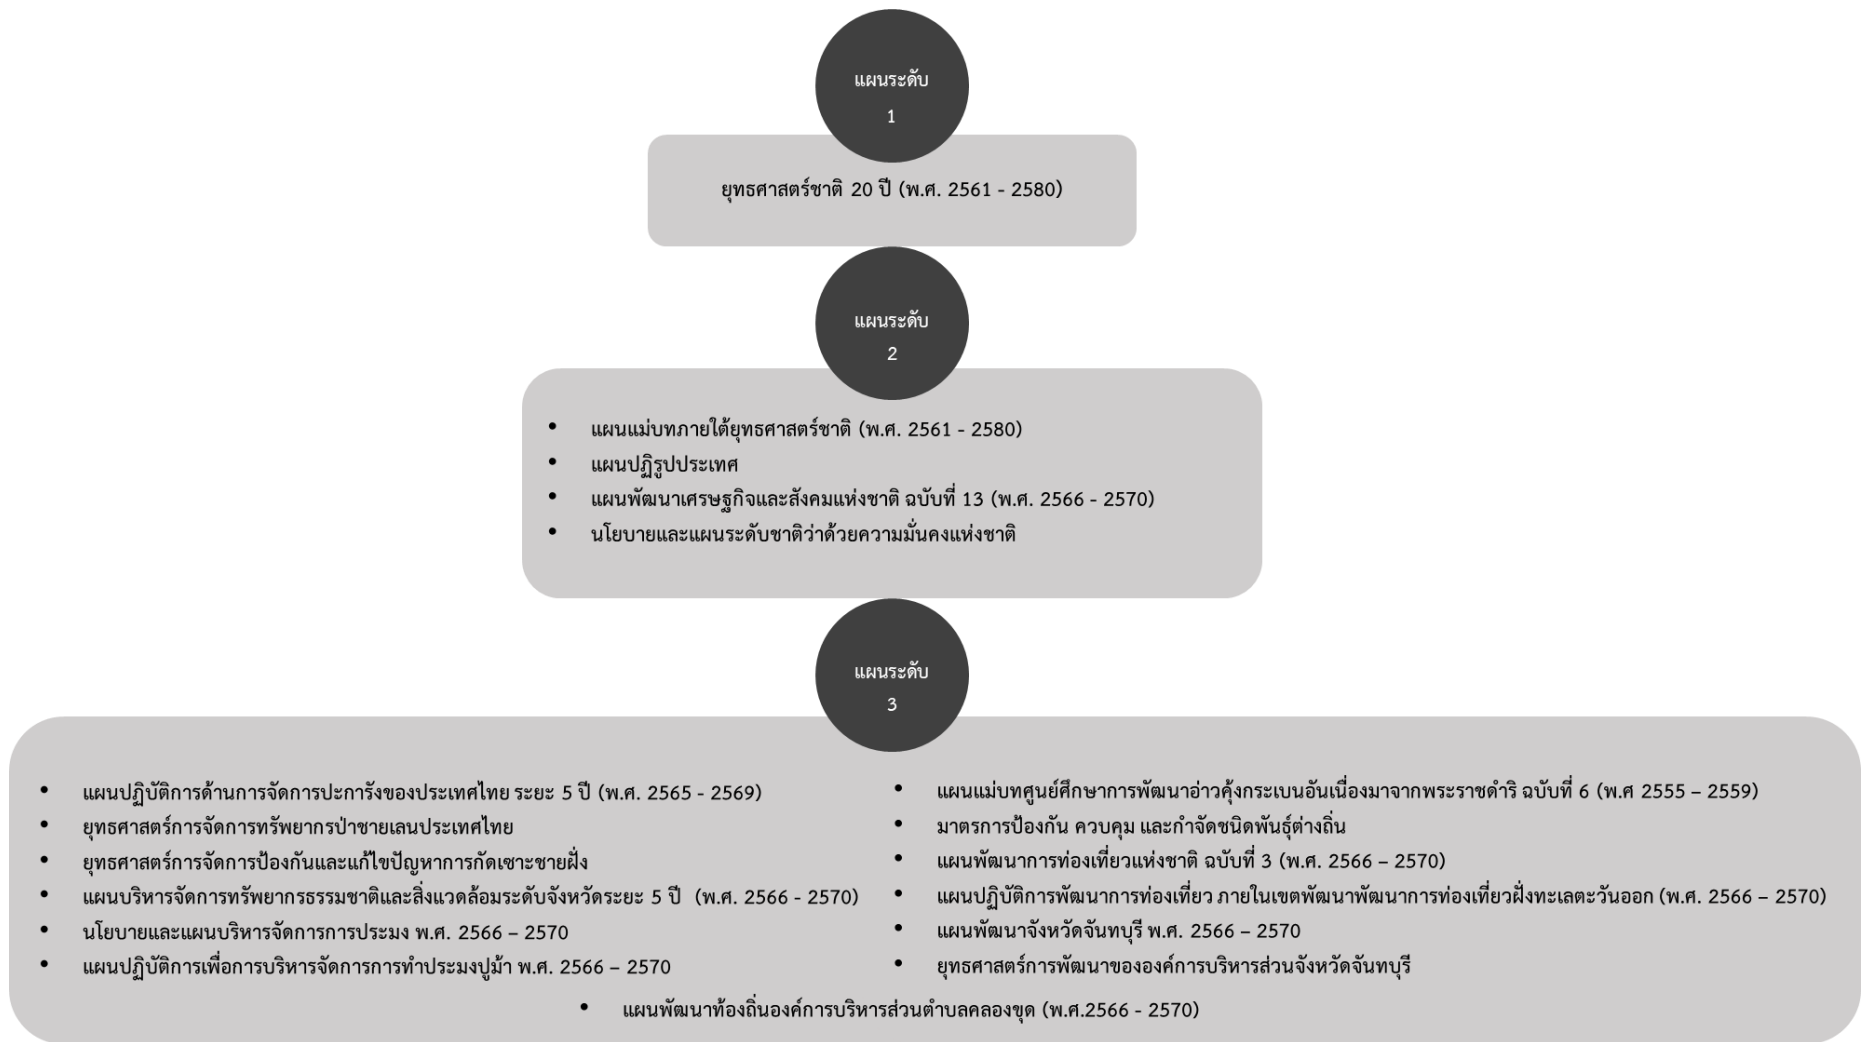 แผนระดับ
1
ยุทธศาสตร์ชาติ 20 ปี (พ.ศ. 2561 - 2580)
แผนระดับ
2
• แผนแม่บทภายใต้ยุทธศาสตร์ชาติ (พ.ศ. 2561 - 2580)
• แผนปฏิรูปประเทศ
• แผนพัฒนาเศรษฐกิจและสังคมแห่งชาติ ฉบับที่ 13 (พ.ศ. 2566 - 2570)
• นโยบายและแผนระดับชาติว่าด้วยความมั่นคงแห่งชาติ
แผนระดับ
3
• แผนปฏิบัติการด้านการจัดการปะการังของประเทศไทย ระยะ 5 ปี (พ.ศ. 2565 - 2569)
• ยุทธศาสตร์การจัดการทรัพยากรป่าชายเลนประเทศไทย
• ยุทธศาสตร์การจัดการป้องกันและแก้ไขปัญหาการกัดเซาะชายฝั่ง
• แผนบริหารจัดการทรัพยากรธรรมชาติและสิ่งแวดล้อมระดับจังหวัดระยะ 5 ปี (พ.ศ. 2566 - 2570)
• นโยบายและแผนบริหารจัดการการประมง พ.ศ. 2566 – 2570
• แผนปฏิบัติการเพื่อการบริหารจัดการการทำประมงปูม้า พ.ศ. 2566 – 2570
• แผนแม่บทศูนย์ศึกษาการพัฒนาอ่าวคุ้งกระเบนอันเนื่องมาจากพระราชดำริ ฉบับที่ 6 (พ.ศ 2555 – 2559)
• มาตรการป้องกัน ควบคุม และกำจัดชนิดพันธุ์ต่างถิ่น
• แผนพัฒนาการท่องเที่ยวแห่งชาติ ฉบับที่ 3 (พ.ศ. 2566 – 2570)
• แผนปฏิบัติการพัฒนาการท่องเที่ยว ภายในเขตพัฒนาพัฒนาการท่องเที่ยวฝั่งทะเลตะวันออก (พ.ศ. 2566 – 2570)
• แผนพัฒนาจังหวัดจันทบุรี พ.ศ. 2566 – 2570
• ยุทธศาสตร์การพัฒนาขององค์การบริหารส่วนจังหวัดจันทบุรี
• แผนพัฒนาท้องถิ่นองค์การบริหารส่วนตำบลคลองขุด (พ.ศ.2566 - 2570)